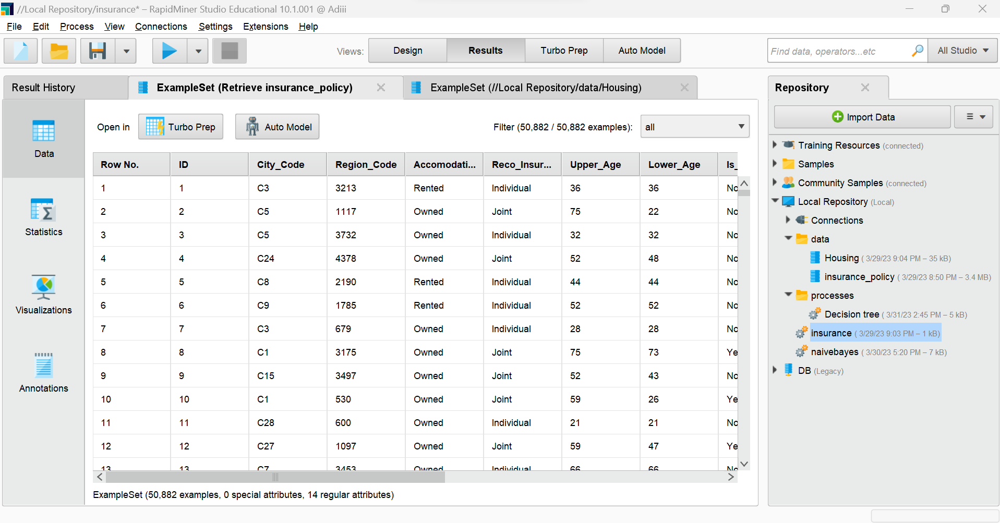 //Local Repository/insurance* – RapidMiner Studio Educational 10.1.001 @ Adiii
File Edit Process View Connections Settings Extensions Help
Views: Design Results Turbo Prep Auto Model
Find data, operators...etc All Studio
Result History ExampleSet (Retrieve insurance_policy) ExampleSet (//Local Repository/data/Housing)
Data
Statistics
Visualizations
Annotations
Open in Turbo Prep Auto Model Filter (50,882 / 50,882 examples): all
Row No. ID City_Code Region_Code Accomodati... Reco_Insur... Upper_Age Lower_Age Is_
1 1 C3 3213 Rented Individual 36 36 No
2 2 C5 1117 Owned Joint 75 22 No
3 3 C5 3732 Owned Individual 32 32 No
4 4 C24 4378 Owned Joint 52 48 No
5 5 C8 2190 Rented Individual 44 44 No
6 6 C9 1785 Rented Individual 52 52 No
7 7 C3 679 Owned Individual 28 28 No
8 8 C1 3175 Owned Joint 75 73 Ye
9 9 C15 3497 Owned Joint 52 43 No
10 10 C1 530 Owned Joint 59 26 Ye
11 11 C28 600 Owned Individual 21 21 No
12 12 C27 1097 Owned Joint 59 47 Ye
13 13 C7 3453 Owned Individual 66 66 No
ExampleSet (50,882 examples, 0 special attributes, 14 regular attributes)
Repository
Import Data
Training Resources (connected)
Samples
Community Samples (connected)
Local Repository (Local)
Connections
data
Housing ( 3/29/23 9:04 PM – 35 kB)
insurance_policy ( 3/29/23 8:50 PM – 3.4 MB)
processes
Decision tree ( 3/31/23 2:45 PM – 5 kB)
insurance ( 3/29/23 9:03 PM – 1 kB)
naivebayes ( 3/30/23 5:20 PM – 7 kB)
DB (Legacy)